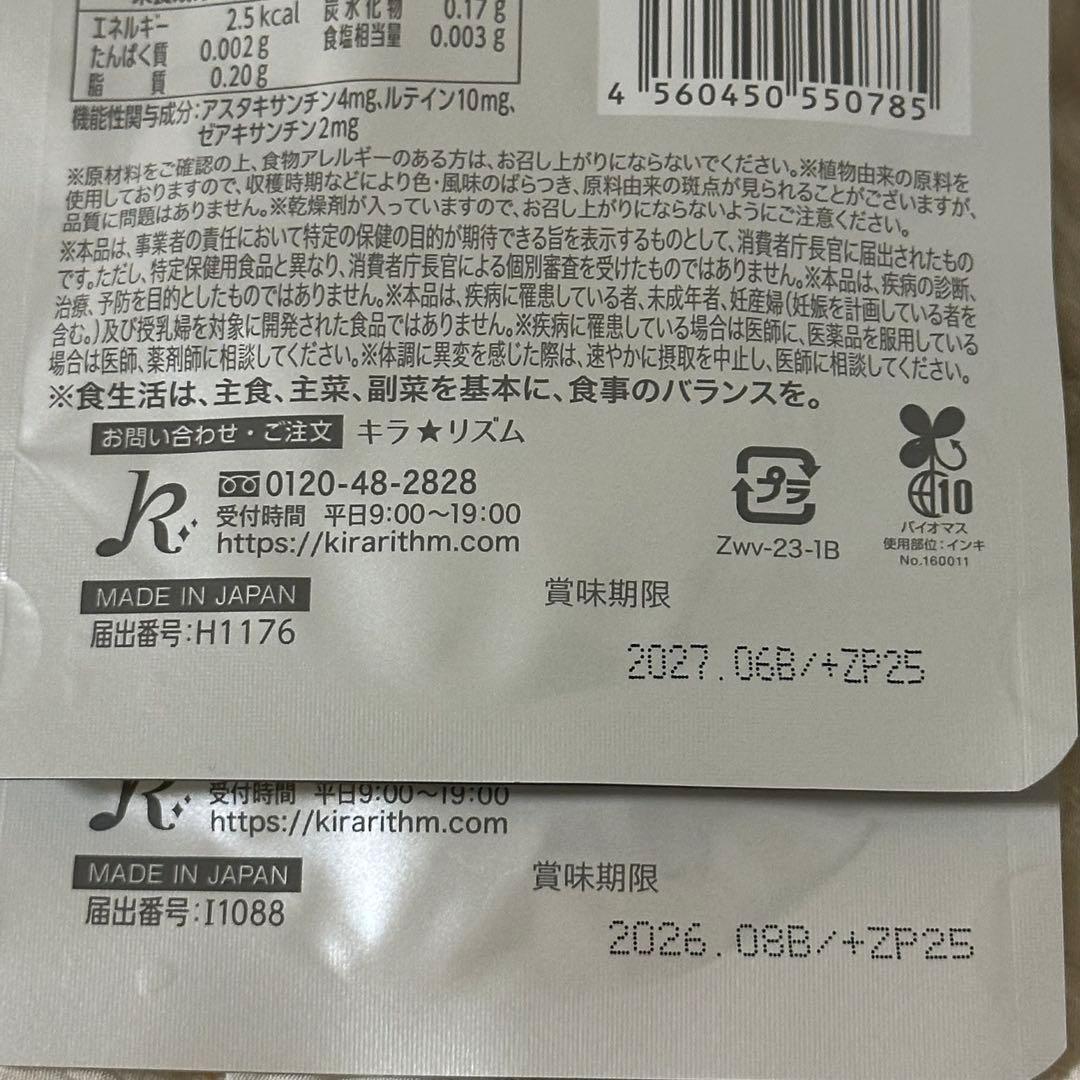 エネルギー 2.5 kcal 炭水化物 0.17g
たんぱく質 0.002g 食塩相当量 0.003g
脂質 0.20g
機能性関与成分:アスタキサンチン4mg、ルテイン10mg、
ゼアキサンチン2mg
4 560450 550785
※原材料をご確認の上、食物アレルギーのある方は、お召し上がりにならないでください。※植物由来の原料を
使用しておりますので、収穫時期などにより色・風味のばらつき、原料由来の斑点が見られることがございますが、
品質に問題はありません。※乾燥剤が入っていますので、お召し上がりにならないようにご注意ください。
※本品は、事業者の責任において特定の保健の目的が期待できる旨を表示するものとして、消費者庁長官に届出されたもの
です。ただし、特定保健用食品と異なり、消費者庁長官による個別審査を受けたものではありません。※本品は、疾病の診断、
治療、予防を目的としたものではありません。※本品は、疾病に罹患している者、未成年者、妊産婦(妊娠を計画している者を
含む。)及び授乳婦を対象に開発された食品ではありません。※疾病に罹患している場合は医師に、医薬品を服用している
場合は医師、薬剤師に相談してください。※体調に異変を感じた際は、速やかに摂取を中止し、医師に相談してください。
※食生活は、主食、主菜、副菜を基本に、食事のバランスを。
お問い合わせ・ご注文 キラ★リズム
0120-48-2828
受付時間 平日9:00〜19:00
https://kirarithm.com
プラ
Zwv-23-1B
10
バイオマス
使用部位:インキ
No.160011
MADE IN JAPAN
届出番号:H1176
賞味期限
2027.06B/+ZP25
受付時間 平日9:00〜19:00
https://kirarithm.com
MADE IN JAPAN
届出番号:I1088
賞味期限
2026.08B/+ZP25